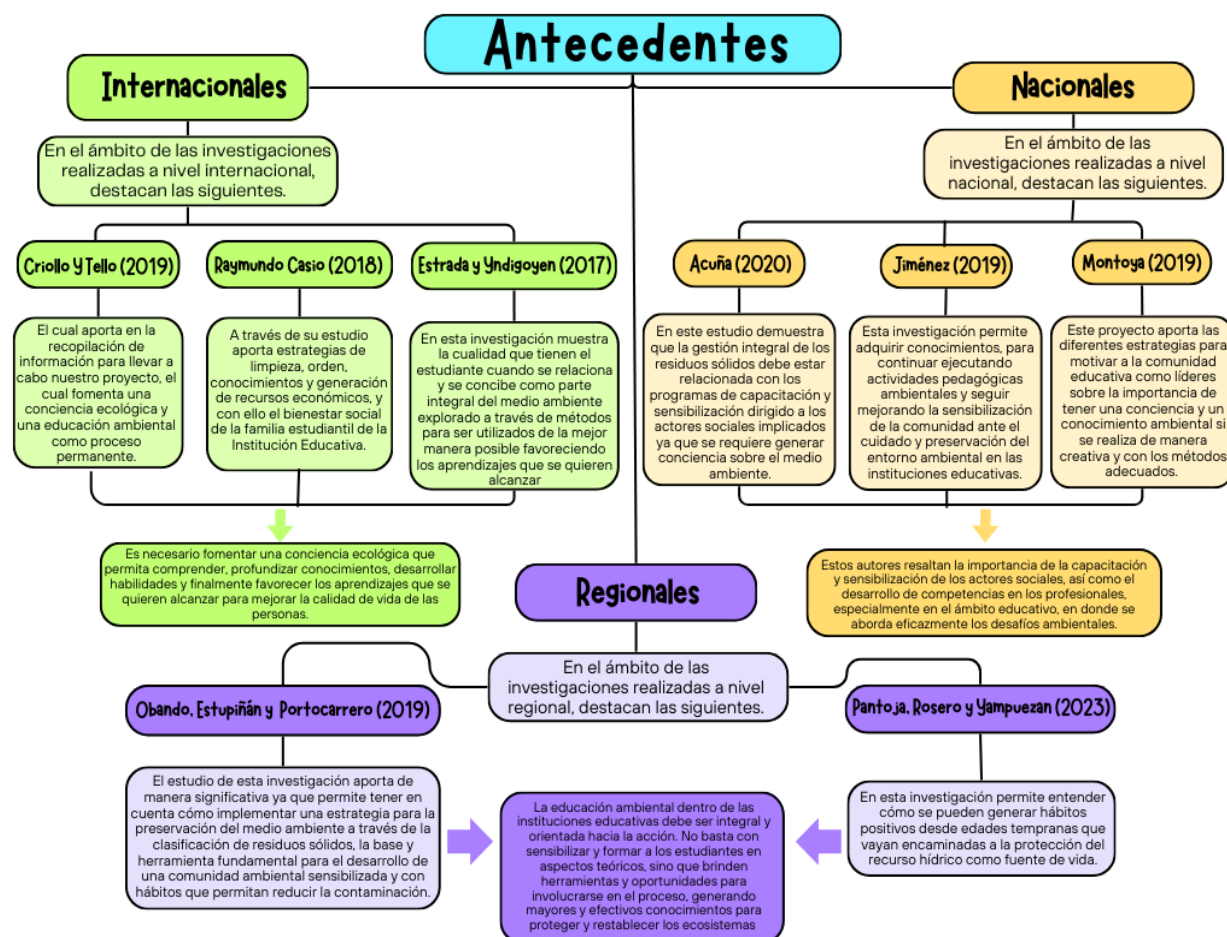 Antecedentes
Internacionales
En el ámbito de las investigaciones
realizadas a nivel internacional,
destacan las siguientes.
Criollo Y Tello (2019)
El cual aporta en la
recopilación de
información para llevar a
cabo nuestro proyecto, el
cual fomenta una
conciencia ecológica y
una educación ambiental
como proceso
permanente.
Raymundo Casio (2018)
A través de su estudio
aporta estrategias de
limpieza, orden,
conocimientos y generación
de recursos económicos, y
con ello el bienestar social
de la familia estudiantil de
la Institución Educativa.
Estrada y Yndigoyen (2017)
En esta investigación muestra
la cualidad que tienen el
estudiante cuando se relaciona
y se concibe como parte
integral del medio ambiente
explorado a través de métodos
para ser utilizados de la mejor
manera posible favoreciendo
los aprendizajes que se quieren
alcanzar
Es necesario fomentar una conciencia ecológica que
permita comprender, profundizar conocimientos, desarrollar
habilidades y finalmente favorecer los aprendizajes que se
quieren alcanzar para mejorar la calidad de vida de las
personas.
Nacionales
En el ámbito de las
investigaciones realizadas a nivel
nacional, destacan las siguientes.
Acuña (2020)
En este estudio demuestra
que la gestión integral de los
residuos sólidos debe estar
relacionada con los
programas de capacitación y
sensibilización dirigido a los
actores sociales implicados
ya que se requiere generar
conciencia sobre el medio
ambiente.
Jiménez (2019)
Esta investigación permite
adquirir conocimientos, para
continuar ejecutando
actividades pedagógicas
ambientales y seguir
mejorando la sensibilización
de la comunidad ante el
cuidado y preservación del
entorno ambiental en las
instituciones educativas.
Montoya (2019)
Este proyecto aporta las
diferentes estrategias para
motivar a la comunidad
educativa como líderes
sobre la importancia de
tener una conciencia y un
conocimiento ambiental si
se realiza de manera
creativa y con los métodos
adecuados.
Estos autores resaltan la importancia de la capacitación
y sensibilización de los actores sociales, así como el
desarrollo de competencias en los profesionales,
especialmente en el ámbito educativo, en donde se
aborda eficazmente los desafíos ambientales.
Regionales
En el ámbito de las
investigaciones realizadas a nivel
regional, destacan las siguientes.
Obando, Estupiñán y Portocarrero (2019)
El estudio de esta investigación aporta de
manera significativa ya que permite tener en
cuenta cómo implementar una estrategia para la
preservación del medio ambiente a través de la
clasificación de residuos sólidos, la base y
herramienta fundamental para el desarrollo de
una comunidad ambiental sensibilizada y con
hábitos que permitan reducir la contaminación.
Pantoja, Rosero y Yampuezan (2023)
En esta investigación permite entender
cómo se pueden generar hábitos
positivos desde edades tempranas que
vayan encaminadas a la protección del
recurso hídrico como fuente de vida.
La educación ambiental dentro de las
instituciones educativas debe ser integral y
orientada hacia la acción. No basta con
sensibilizar y formar a los estudiantes en
aspectos teóricos, sino que brinden
herramientas y oportunidades para
involucrarse en el proceso, generando
mayores y efectivos conocimientos para
proteger y restablecer los ecosistemas